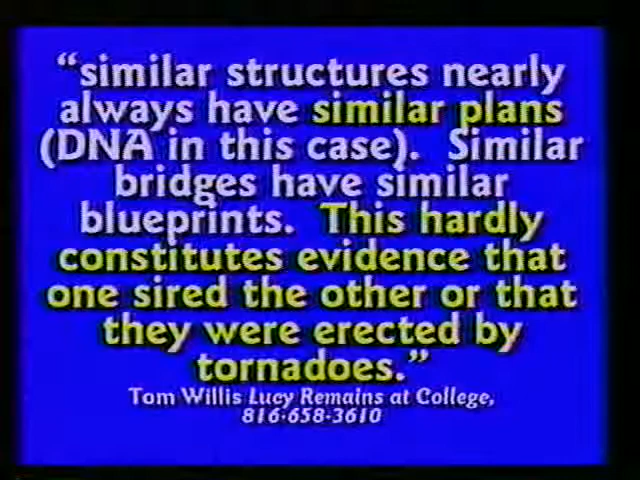 “similar structures nearly
always have similar plans
(DNA in this case). Similar
bridges have similar
blueprints. This hardly
constitutes evidence that
one sired the other or that
they were erected by
tornadoes.”
Tom Willis Lucy Remains at College,
816-658-3610